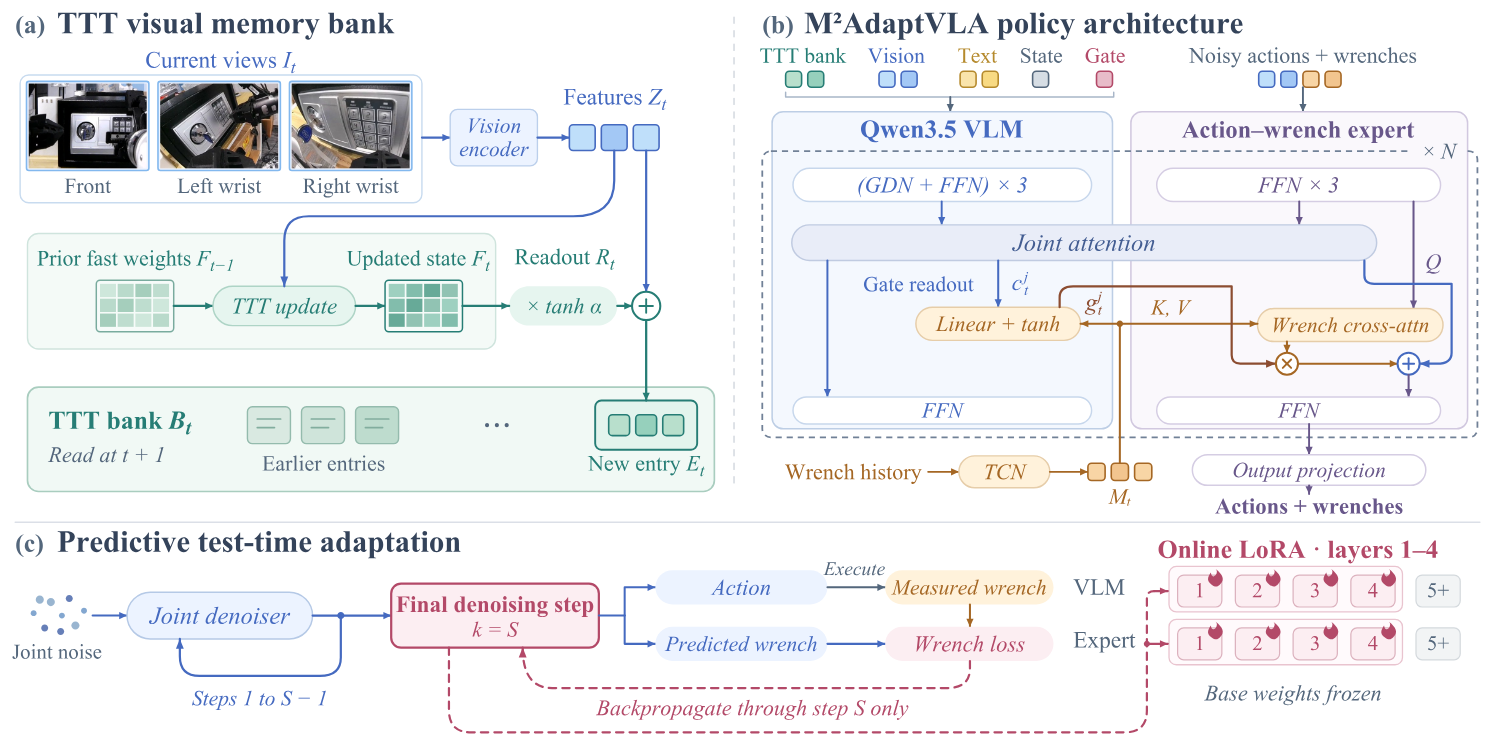 (a) TTT visual memory bank
Current views I_t
Front
Left wrist
Right wrist
Vision
encoder
Features Z_t
Prior fast weights F_{t−1}
TTT update
Updated state F_t
Readout R_t
× tanh α
+
TTT bank B_t
Read at t + 1
Earlier entries
...
New entry E_t
(b) M²AdaptVLA policy architecture
TTT bank
Vision
Text
State
Gate
Noisy actions + wrenches
Qwen3.5 VLM
Action–wrench expert
× N
(GDN + FFN) × 3
FFN × 3
Joint attention
Gate readout
c_t^j
g_t^j
K, V
Q
Linear + tanh
Wrench cross-attn
×
+
FFN
FFN
Wrench history
TCN
M_t
Output projection
Actions + wrenches
(c) Predictive test-time adaptation
Joint noise
Joint denoiser
Steps 1 to S − 1
Final denoising step
k = S
Action
Execute
Measured wrench
Predicted wrench
Wrench loss
Backpropagate through step S only
Online LoRA · layers 1–4
VLM
1 2 3 4 5+
Expert
1 2 3 4 5+
Base weights frozen